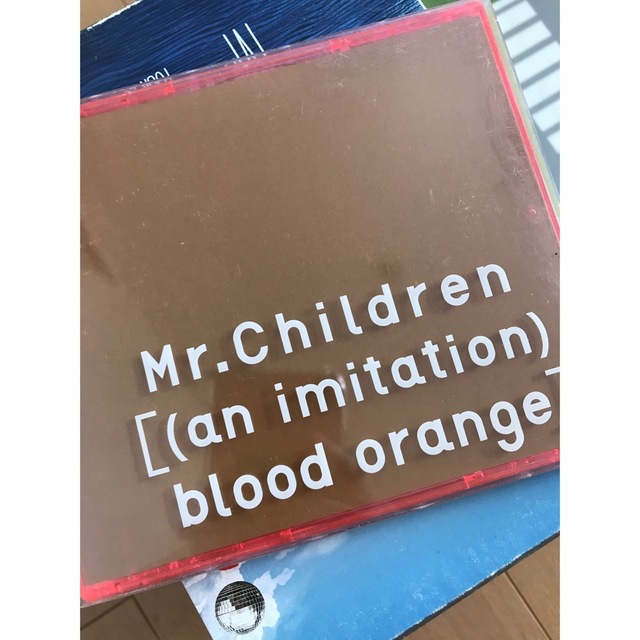 Mr.Children
[(an imitation)
blood orange]